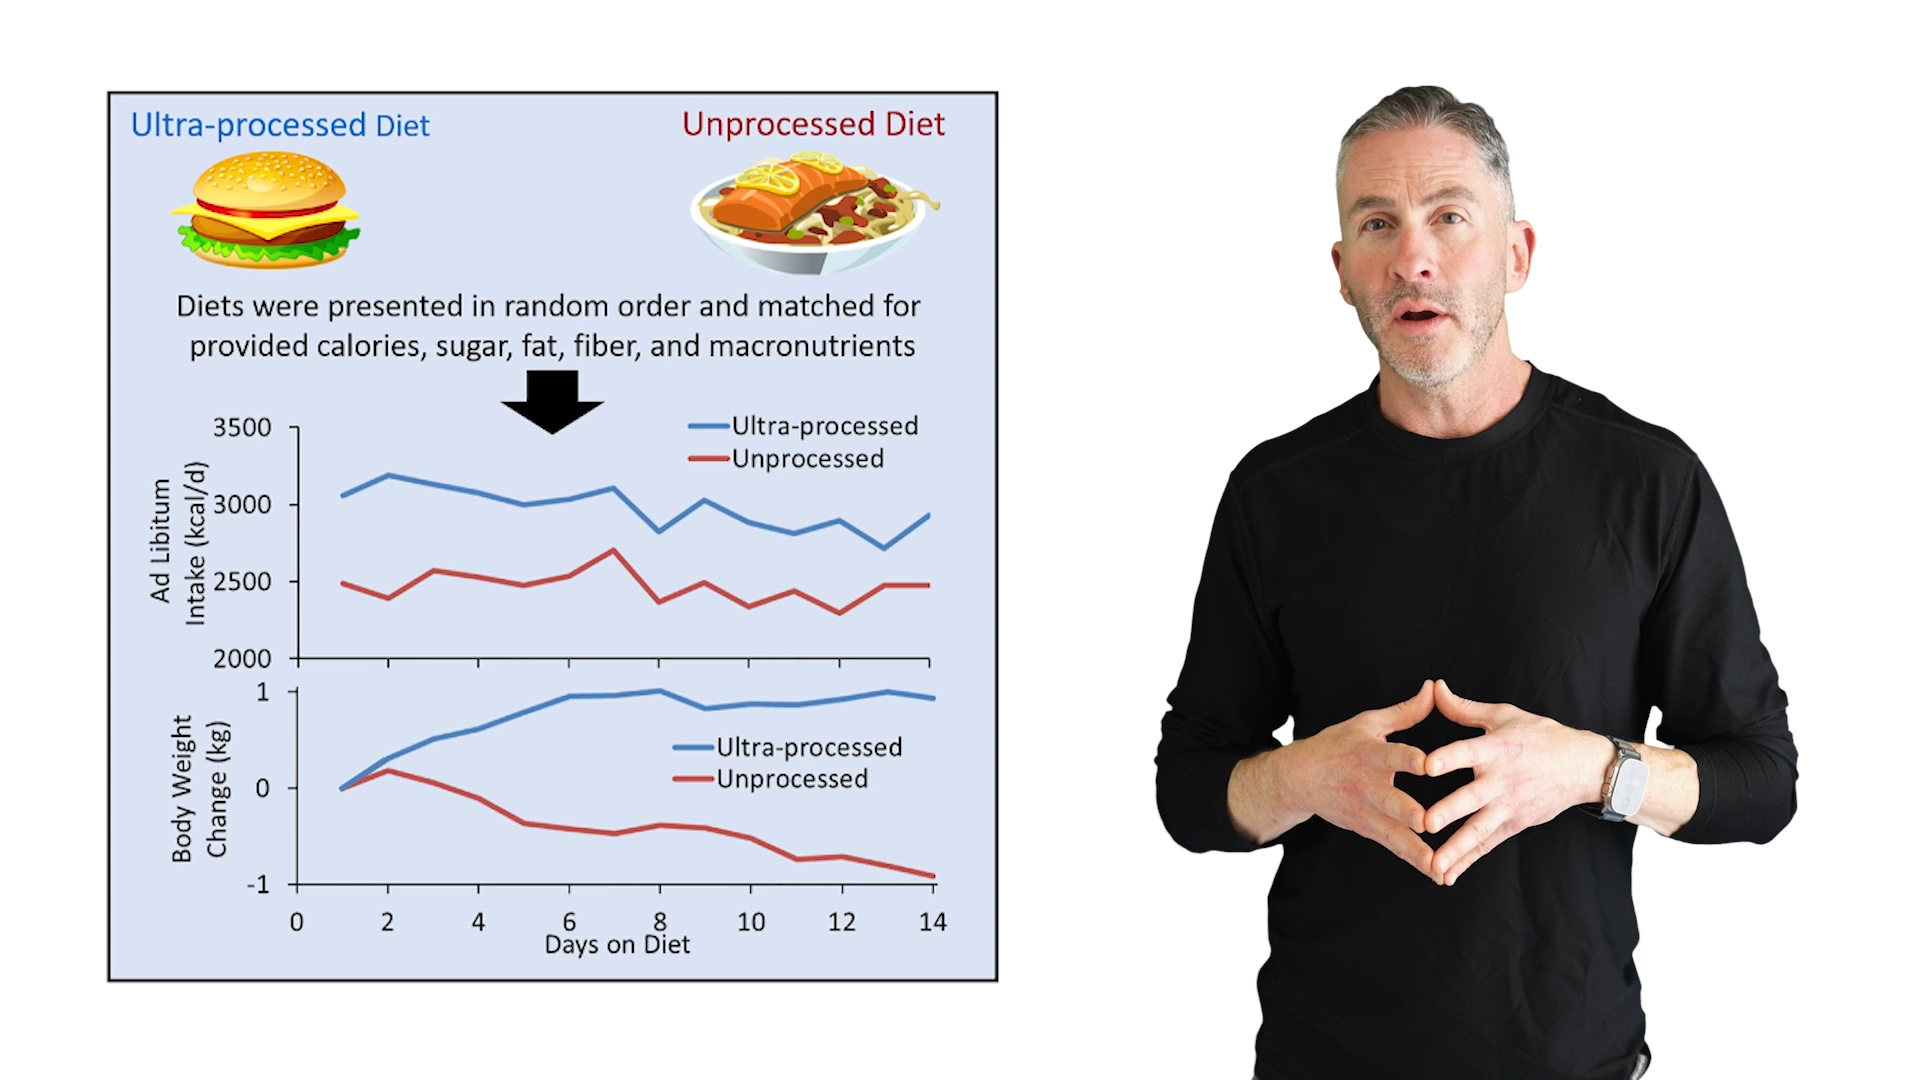 Ultra-processed Diet
Unprocessed Diet
Diets were presented in random order and matched for
provided calories, sugar, fat, fiber, and macronutrients
Ad Libitum
Intake (kcal/d)
3500
3000
2500
2000
Ultra-processed
Unprocessed
Body Weight
Change (kg)
1
0
-1
Ultra-processed
Unprocessed
0 2 4 6 8 10 12 14
Days on Diet